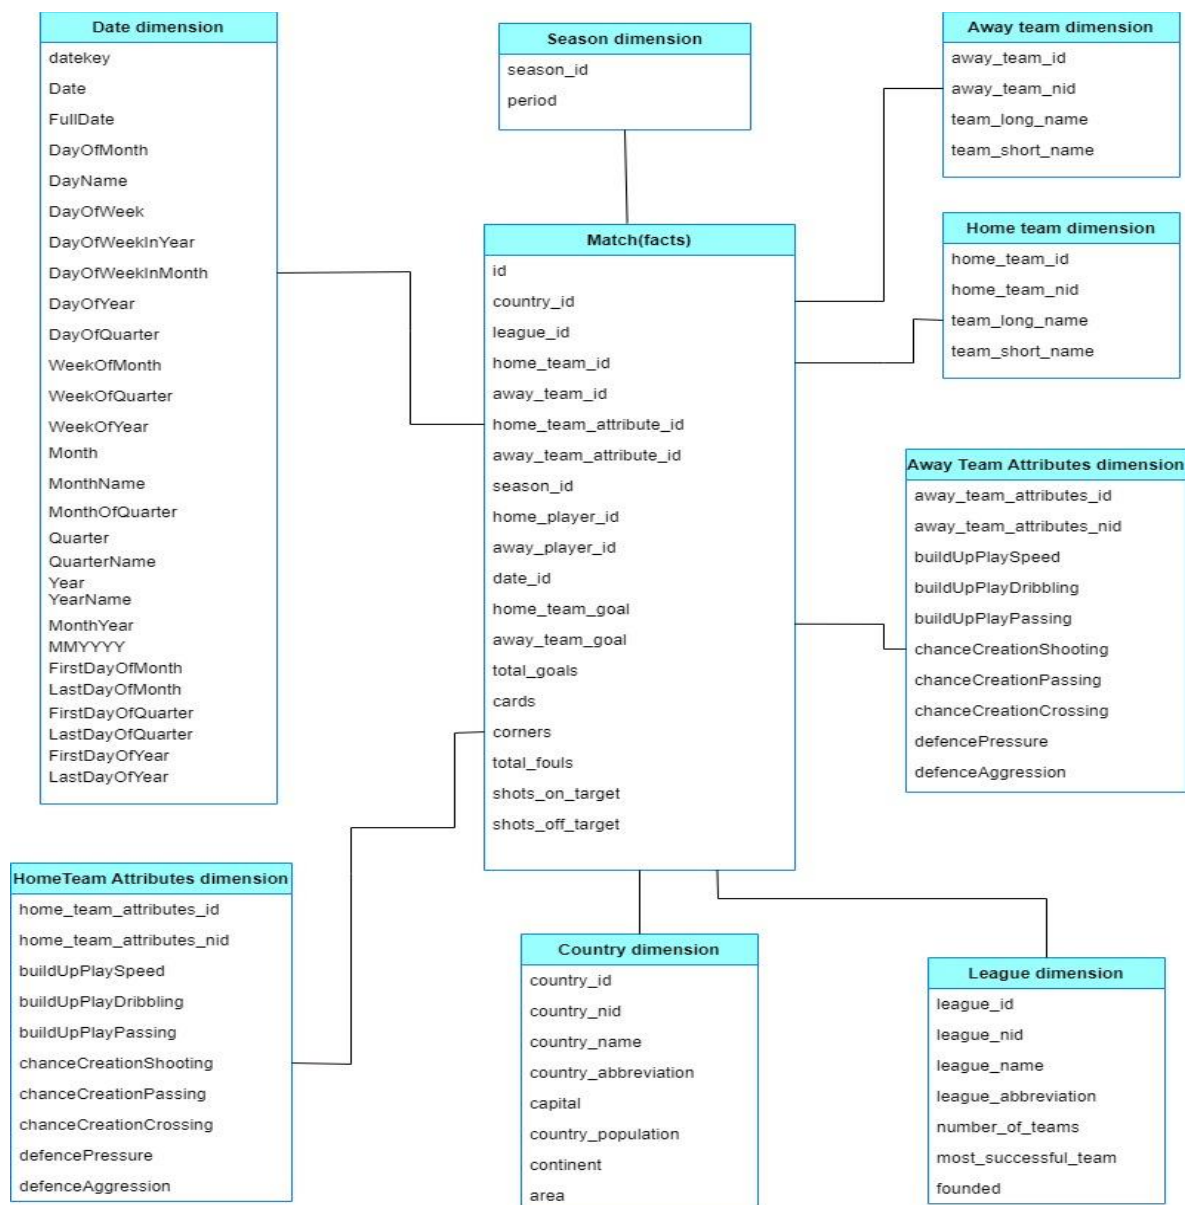 Date dimension
datekey
Date
FullDate
DayOfMonth
DayName
DayOfWeek
DayOfWeekInYear
DayOfWeekInMonth
DayOfYear
DayOfQuarter
WeekOfMonth
WeekOfQuarter
WeekOfYear
Month
MonthName
MonthOfQuarter
Quarter
QuarterName
Year
YearName
MonthYear
MMYYYY
FirstDayOfMonth
LastDayOfMonth
FirstDayOfQuarter
LastDayOfQuarter
FirstDayOfYear
LastDayOfYear
Season dimension
season_id
period
Away team dimension
away_team_id
away_team_nid
team_long_name
team_short_name
Home team dimension
home_team_id
home_team_nid
team_long_name
team_short_name
Match(facts)
id
country_id
league_id
home_team_id
away_team_id
home_team_attribute_id
away_team_attribute_id
season_id
home_player_id
away_player_id
date_id
home_team_goal
away_team_goal
total_goals
cards
corners
total_fouls
shots_on_target
shots_off_target
Away Team Attributes dimension
away_team_attributes_id
away_team_attributes_nid
buildUpPlaySpeed
buildUpPlayDribbling
buildUpPlayPassing
chanceCreationShooting
chanceCreationPassing
chanceCreationCrossing
defencePressure
defenceAggression
HomeTeam Attributes dimension
home_team_attributes_id
home_team_attributes_nid
buildUpPlaySpeed
buildUpPlayDribbling
buildUpPlayPassing
chanceCreationShooting
chanceCreationPassing
chanceCreationCrossing
defencePressure
defenceAggression
Country dimension
country_id
country_nid
country_name
country_abbreviation
capital
country_population
continent
area
League dimension
league_id
league_nid
league_name
league_abbreviation
number_of_teams
most_successful_team
founded